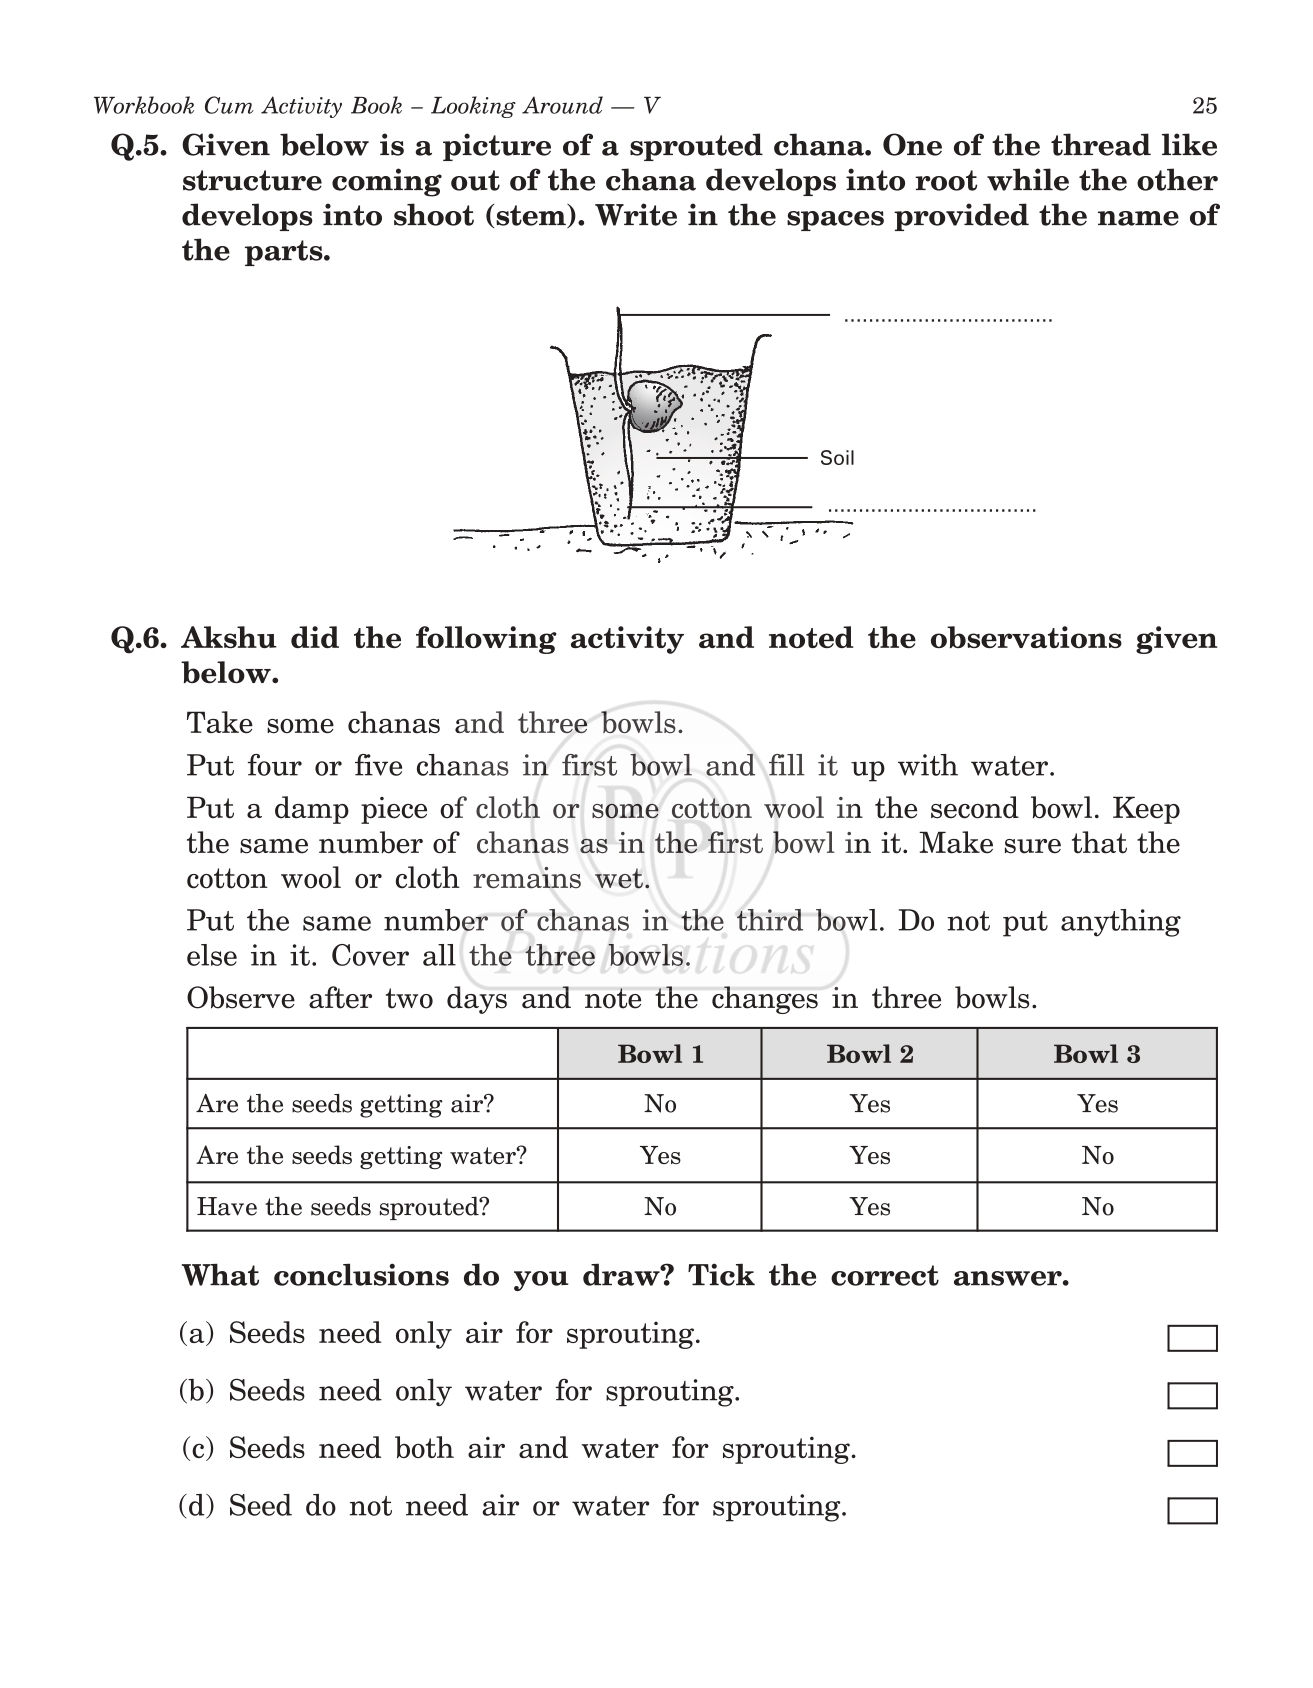 Workbook Cum Activity Book – Looking Around — V 25
Q.5. Given below is a picture of a sprouted chana. One of the thread like
structure coming out of the chana develops into root while the other
develops into shoot (stem). Write in the spaces provided the name of
the parts.
...................................
Soil
...................................
Q.6. Akshu did the following activity and noted the observations given
below.
Take some chanas and three bowls.
Put four or five chanas in first bowl and fill it up with water.
Put a damp piece of cloth or some cotton wool in the second bowl. Keep
the same number of chanas as in the first bowl in it. Make sure that the
cotton wool or cloth remains wet.
Put the same number of chanas in the third bowl. Do not put anything
else in it. Cover all the three bowls.
PP
Publications
Observe after two days and note the changes in three bowls.
Bowl 1 Bowl 2 Bowl 3
Are the seeds getting air? No Yes Yes
Are the seeds getting water? Yes Yes No
Have the seeds sprouted? No Yes No
What conclusions do you draw? Tick the correct answer.
(a) Seeds need only air for sprouting.
(b) Seeds need only water for sprouting.
(c) Seeds need both air and water for sprouting.
(d) Seed do not need air or water for sprouting.